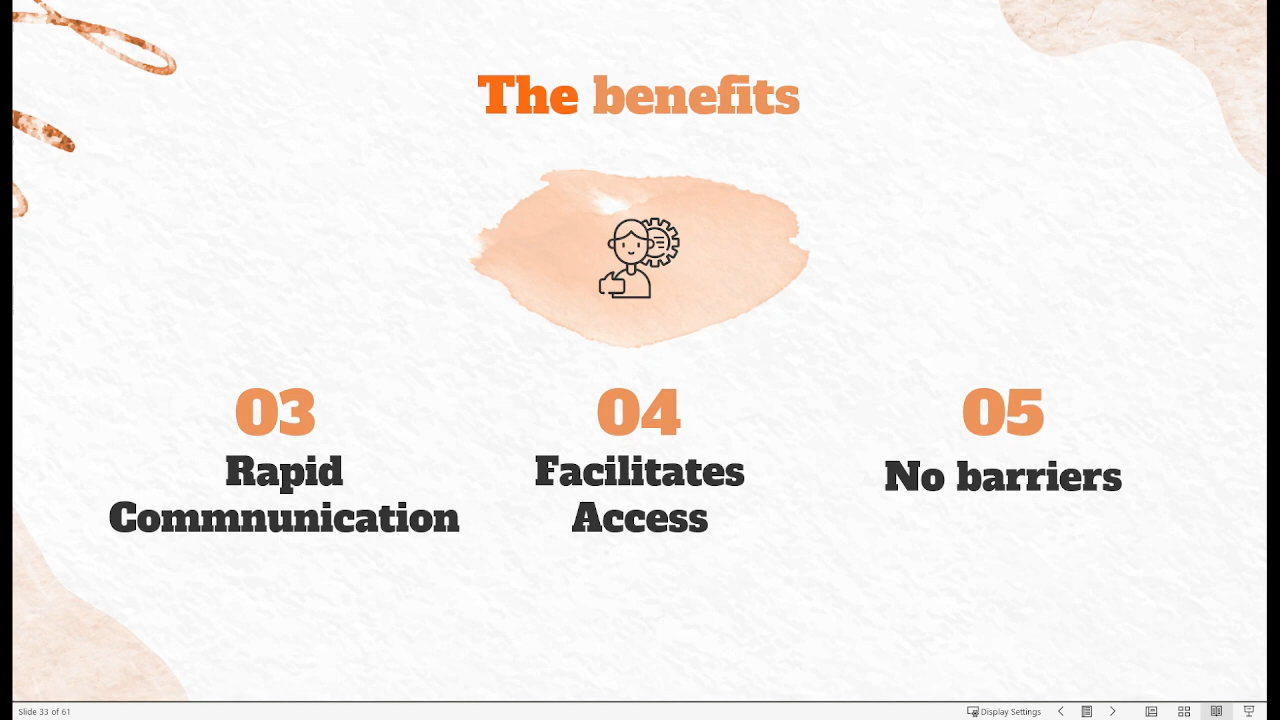 The benefits
03
Rapid
Commnunication
04
Facilitates
Access
05
No barriers
Slide 33 of 61
Display Settings